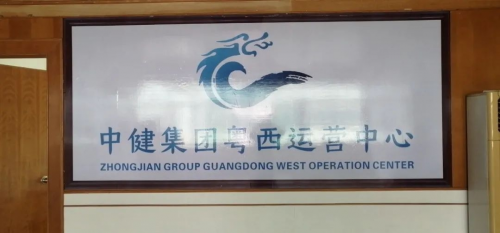 中健集团粤西运营中心
ZHONGJIAN GROUP GUANGDONG WEST OPERATION CENTER